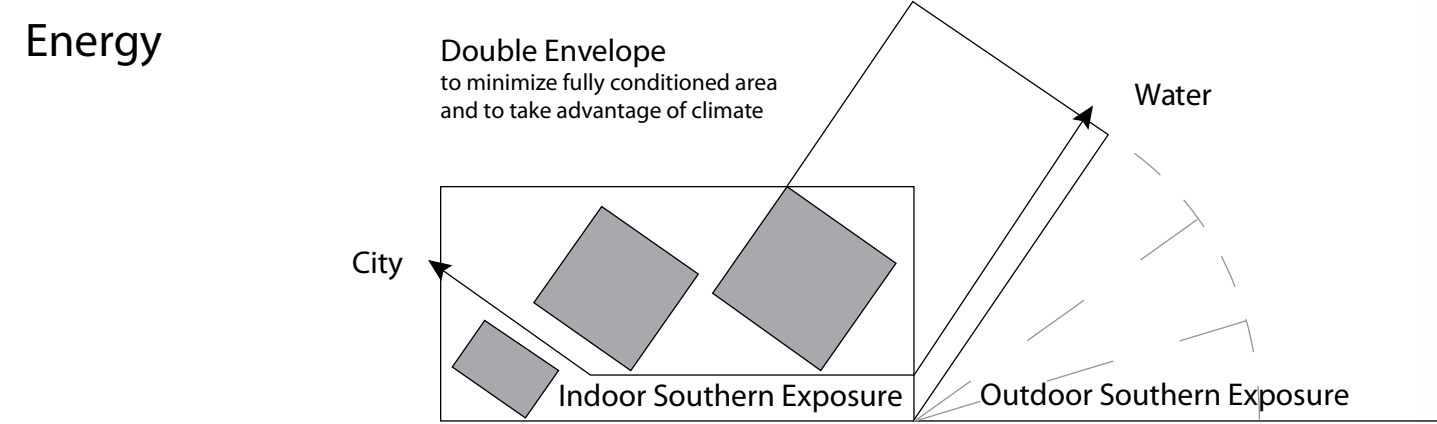 Energy
Double Envelope
to minimize fully conditioned area
and to take advantage of climate
Water
City
Indoor Southern Exposure
Outdoor Southern Exposure